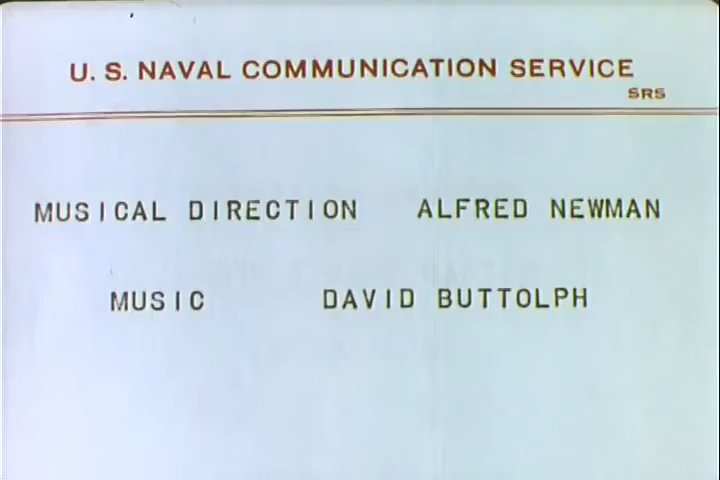 U. S. NAVAL COMMUNICATION SERVICE
SRS
MUSICAL DIRECTION ALFRED NEWMAN
MUSIC DAVID BUTTOLPH